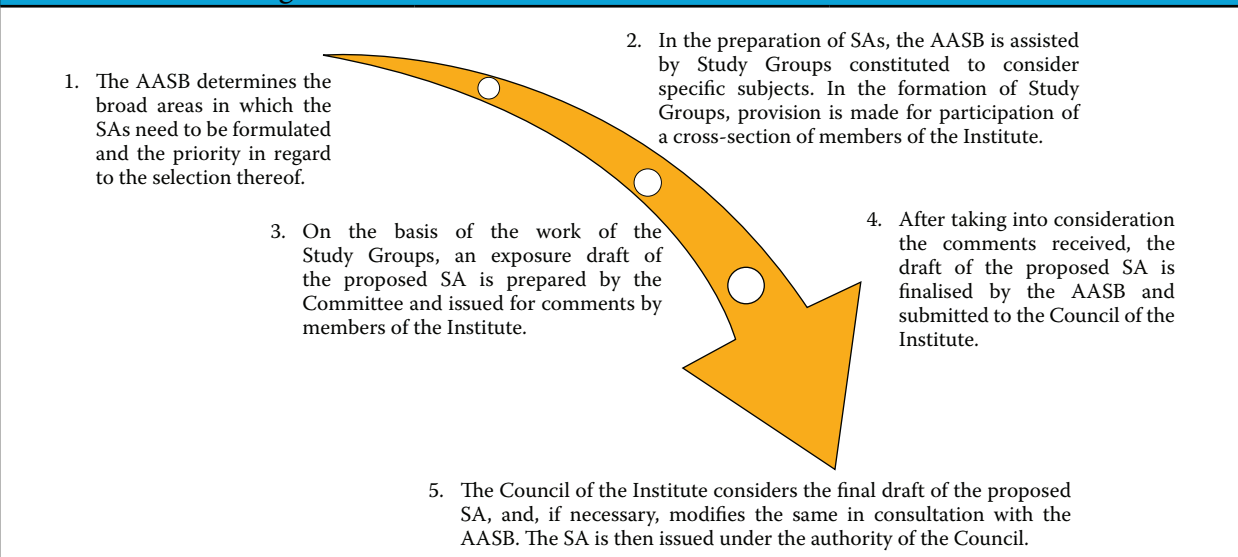 1. The AASB determines the
broad areas in which the
SAs need to be formulated
and the priority in regard
to the selection thereof.
2. In the preparation of SAs, the AASB is assisted
by Study Groups constituted to consider
specific subjects. In the formation of Study
Groups, provision is made for participation of
a cross-section of members of the Institute.
3. On the basis of the work of the
Study Groups, an exposure draft of
the proposed SA is prepared by the
Committee and issued for comments by
members of the Institute.
4. After taking into consideration
the comments received, the
draft of the proposed SA is
finalised by the AASB and
submitted to the Council of the
Institute.
5. The Council of the Institute considers the final draft of the proposed
SA, and, if necessary, modifies the same in consultation with the
AASB. The SA is then issued under the authority of the Council.